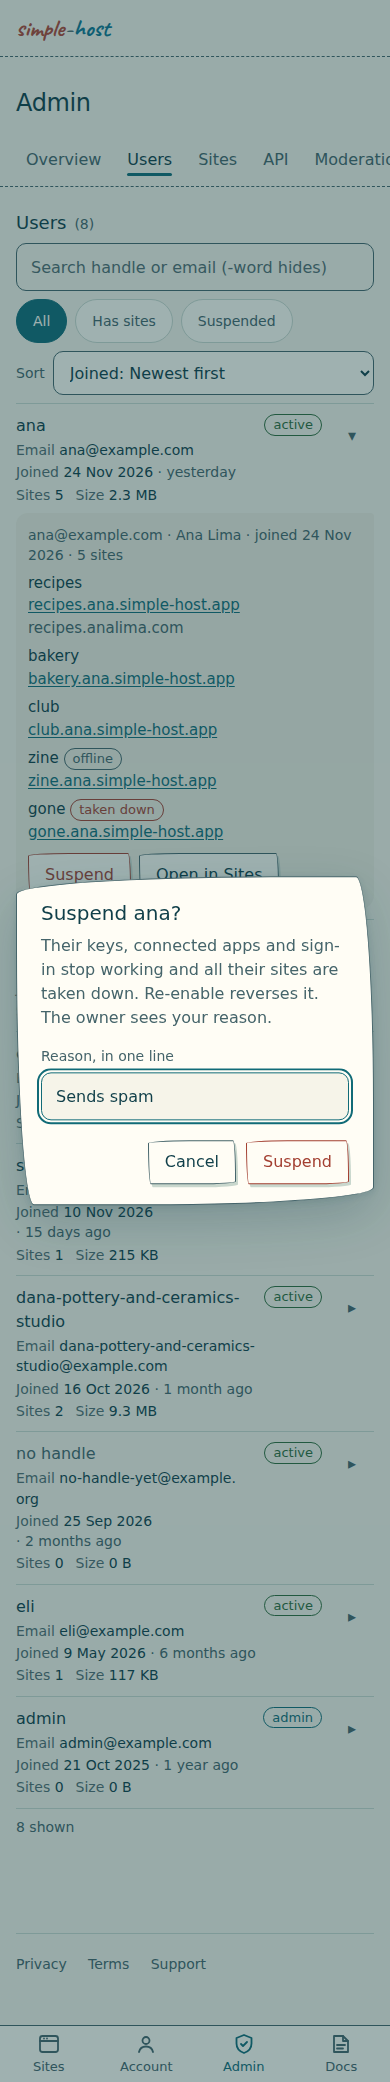 simple-host
Admin
Overview Users Sites API Moderatio
Users (8)
Search handle or email (-word hides)
All Has sites Suspended
Sort Joined: Newest first
ana active ▾
Email ana@example.com
Joined 24 Nov 2026 · yesterday
Sites 5 Size 2.3 MB
ana@example.com · Ana Lima · joined 24 Nov
2026 · 5 sites
recipes
recipes.ana.simple-host.app
recipes.analima.com
bakery
bakery.ana.simple-host.app
club
club.ana.simple-host.app
zine offline
zine.ana.simple-host.app
gone taken down
gone.ana.simple-host.app
Suspend Open in Sites
Suspend ana?
Their keys, connected apps and sign-
in stop working and all their sites are
taken down. Re-enable reverses it.
The owner sees your reason.
Reason, in one line
Sends spam
Cancel Suspend
Joined 10 Nov 2026
· 15 days ago
Sites 1 Size 215 KB
dana-pottery-and-ceramics-
studio active ▸
Email dana-pottery-and-ceramics-
studio@example.com
Joined 16 Oct 2026 · 1 month ago
Sites 2 Size 9.3 MB
no handle active ▸
Email no-handle-yet@example.
org
Joined 25 Sep 2026
· 2 months ago
Sites 0 Size 0 B
eli active ▸
Email eli@example.com
Joined 9 May 2026 · 6 months ago
Sites 1 Size 117 KB
admin admin ▸
Email admin@example.com
Joined 21 Oct 2025 · 1 year ago
Sites 0 Size 0 B
8 shown
Privacy Terms Support
Sites Account Admin Docs